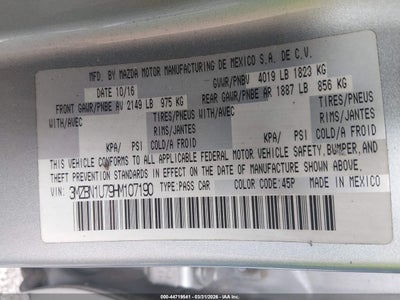 MFD. BY MAZDA MOTOR MANUFACTURING DE MEXICO S.A. DE C.V.
DATE 10/16 GVWR/PNBV 4019 LB 1823 KG
FRONT GAWR/PNBE AV 2149 LB 975 KG REAR GAWR/PNBE AR 1887 LB 856 KG
WITH/AVEC TIRES/PNEUS WITH/AVEC TIRES/PNEUS
RIMS/JANTES RIMS/JANTES
KPA/ PSI/ COLD/A FROID KPA/ PSI COLD/A FROID
THIS VEHICLE CONFORMS TO ALL APPLICABLE FEDERAL MOTOR VEHICLE SAFETY, BUMPER, AND
THEFT PREVENTION STANDARDS IN EFFECT ON THE DATE OF MANUFACTURE SHOWN ABOVE.
VIN: 3MZBN1U79HM107190 TYPE: PASS CAR COLOR CODE: 45P MADE IN MEXICO
ID: 44719541 - 03/31/2026 - © IAA, LLC